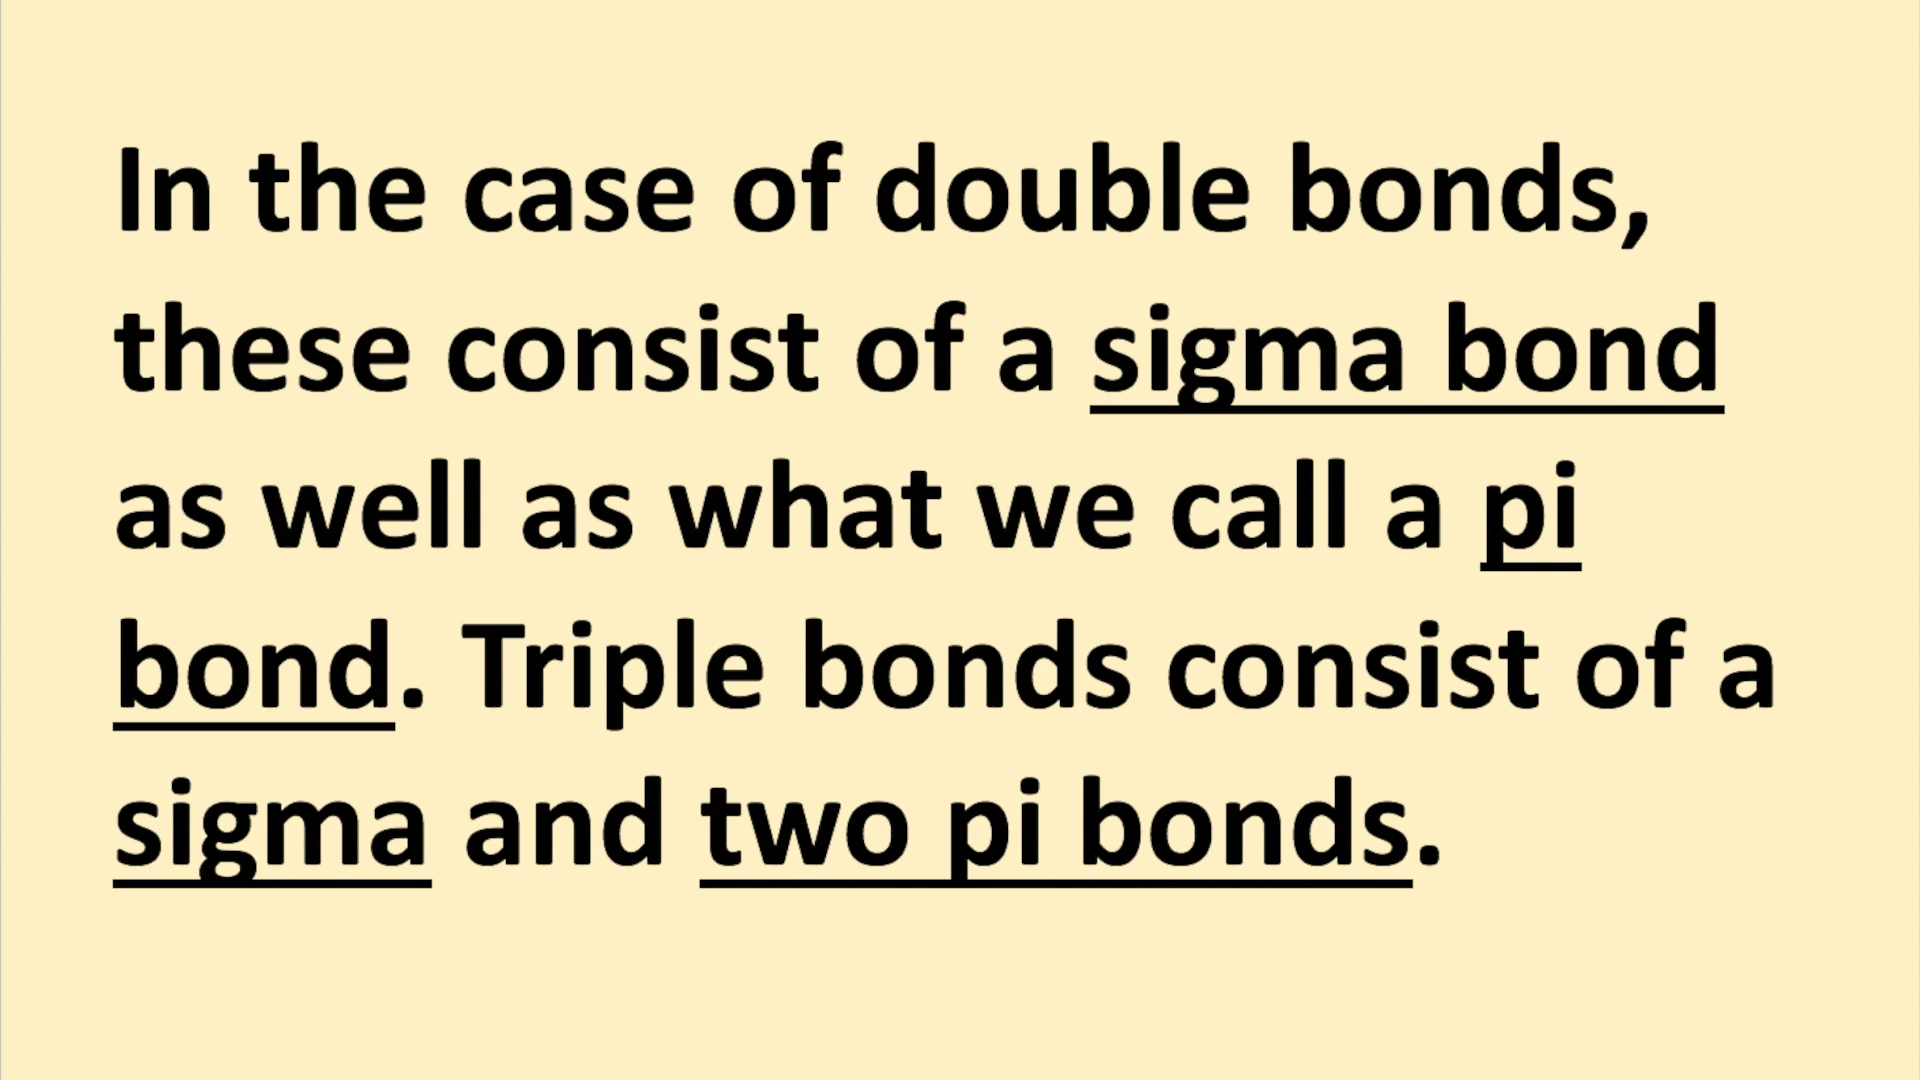 In the case of double bonds,
these consist of a sigma bond
as well as what we call a pi
bond. Triple bonds consist of a
sigma and two pi bonds.